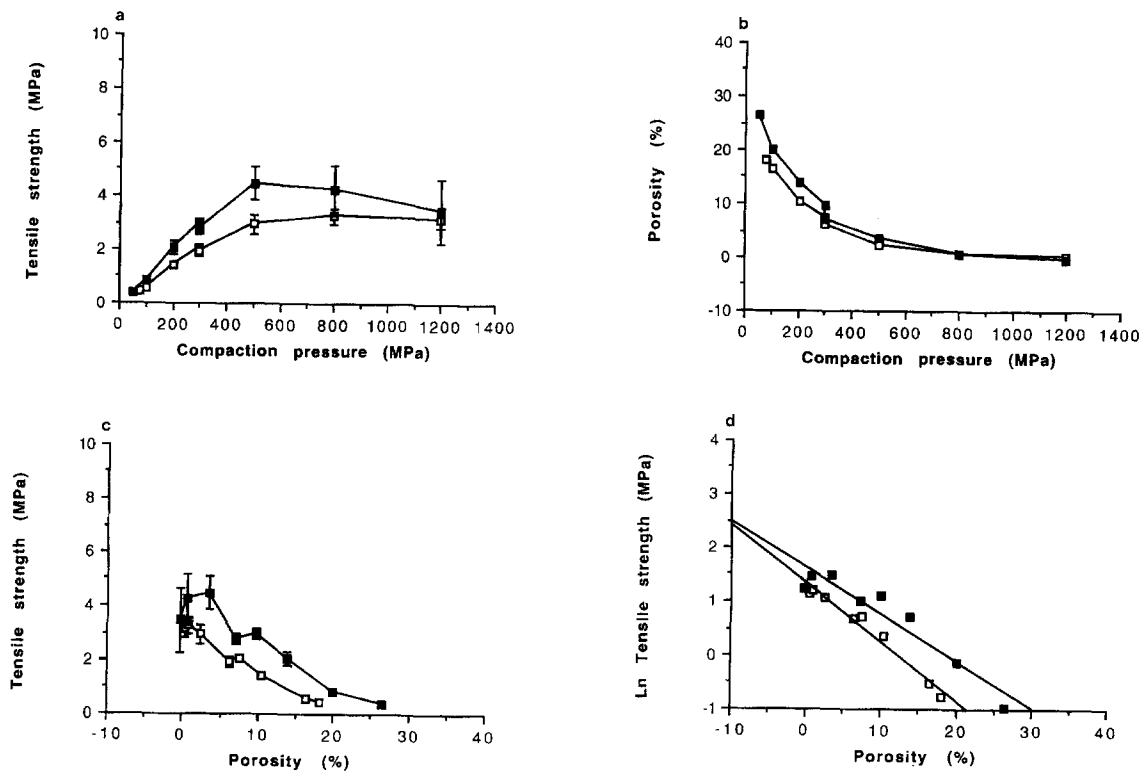 a
Tensile strength (MPa)
10
8
6
4
2
0
0 200 400 600 800 1000 1200 1400
Compaction pressure (MPa)
b
Porosity (%)
40
30
20
10
0
-10
0 200 400 600 800 1000 1200 1400
Compaction pressure (MPa)
c
Tensile strength (MPa)
10
8
6
4
2
0
-10 0 10 20 30 40
Porosity (%)
d
Ln Tensile strength (MPa)
4
3
2
1
0
-1
-10 0 10 20 30 40
Porosity (%)